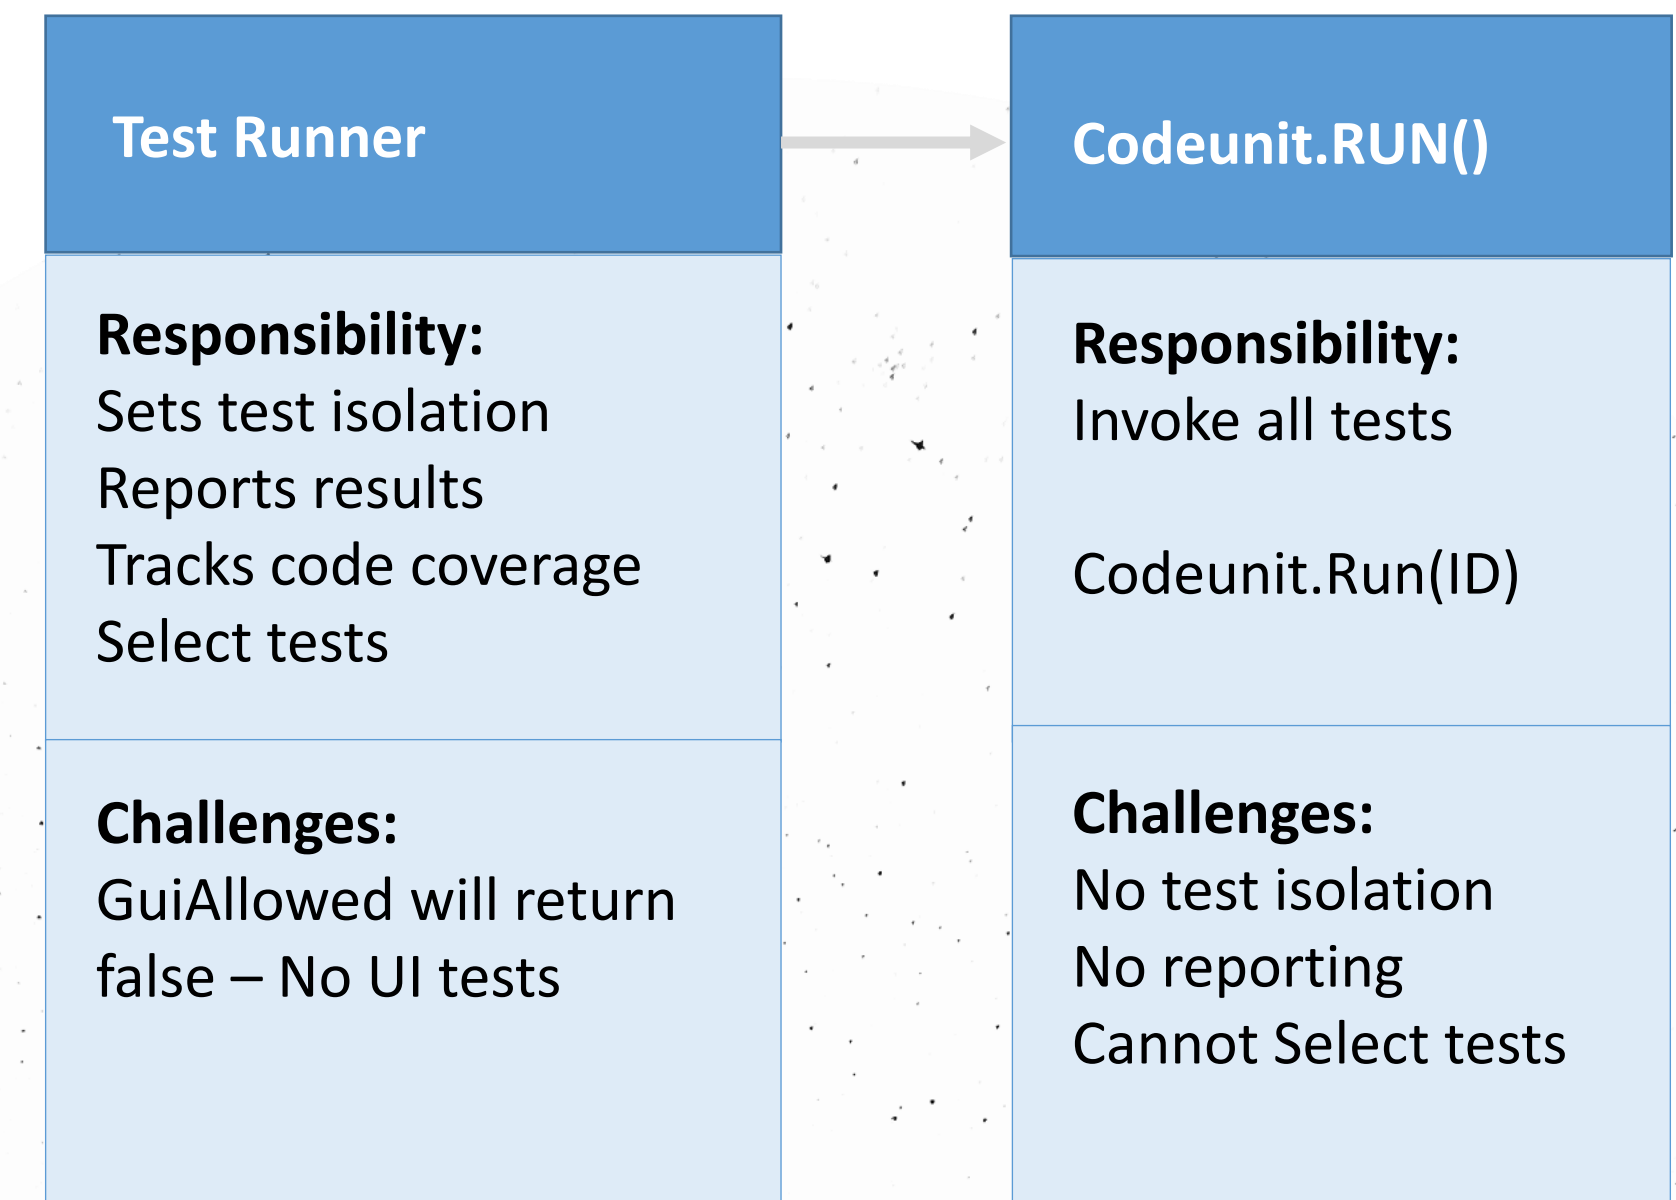 Test Runner
Responsibility:
Sets test isolation
Reports results
Tracks code coverage
Select tests
Challenges:
GuiAllowed will return
false – No UI tests
Codeunit.RUN()
Responsibility:
Invoke all tests
Codeunit.Run(ID)
Challenges:
No test isolation
No reporting
Cannot Select tests